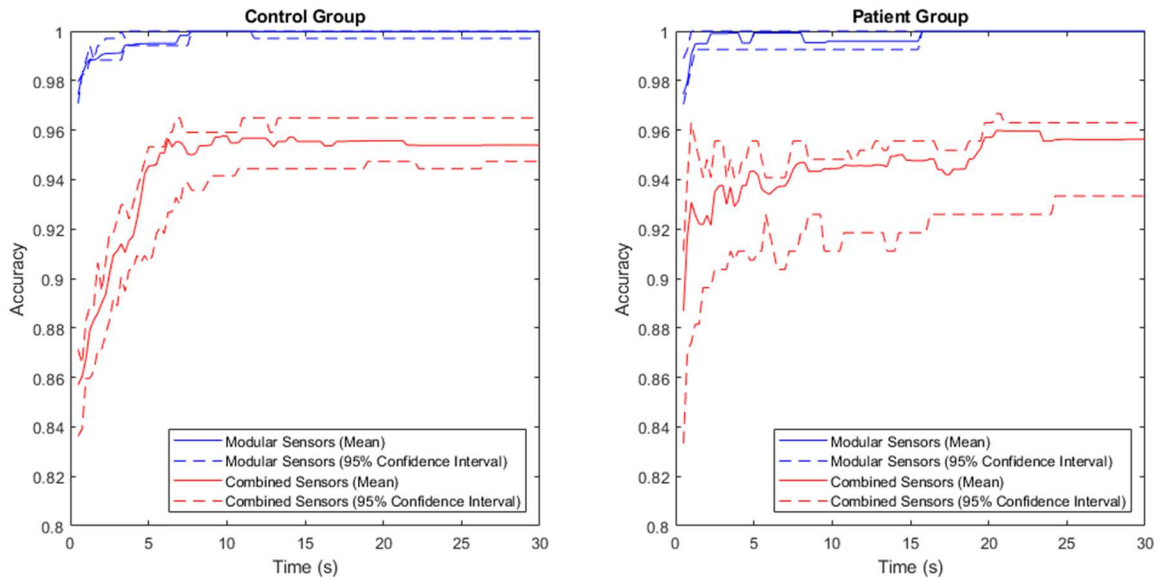 Control Group
1
0.98
0.96
0.94
0.92
0.9
0.88
0.86
0.84
0.82
0.8
Accuracy
Modular Sensors (Mean)
Modular Sensors (95% Confidence Interval)
Combined Sensors (Mean)
Combined Sensors (95% Confidence Interval)
0 5 10 15 20 25 30
Time (s)
Patient Group
1
0.98
0.96
0.94
0.92
0.9
0.88
0.86
0.84
0.82
0.8
Accuracy
Modular Sensors (Mean)
Modular Sensors (95% Confidence Interval)
Combined Sensors (Mean)
Combined Sensors (95% Confidence Interval)
0 5 10 15 20 25 30
Time (s)